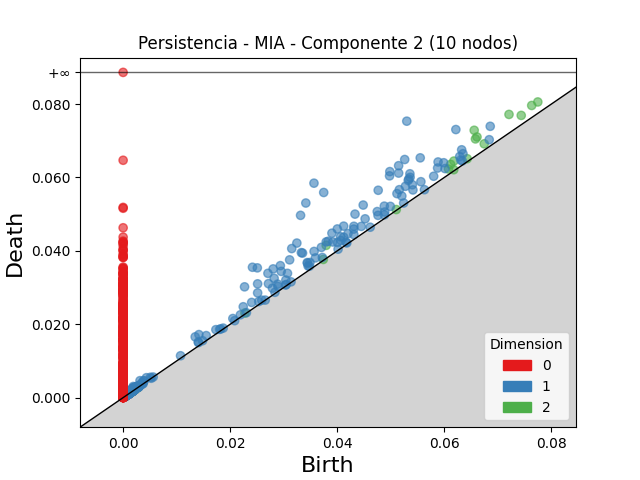 Persistencia - MIA - Componente 2 (10 nodos)
+∞
0.080
0.060
0.040
0.020
0.000
Death
0.00 0.02 0.04 0.06 0.08
Birth
Dimension
0
1
2